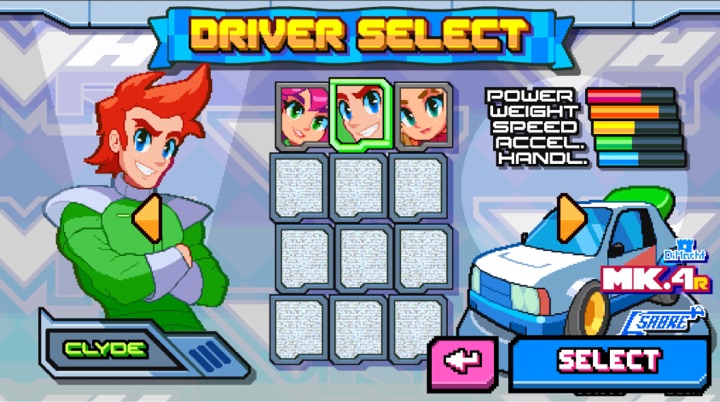 DRIVER SELECT
POWER
WEIGHT
SPEED
ACCEL.
HANDL.
MK.4R
SABRE
CLYDE
SELECT